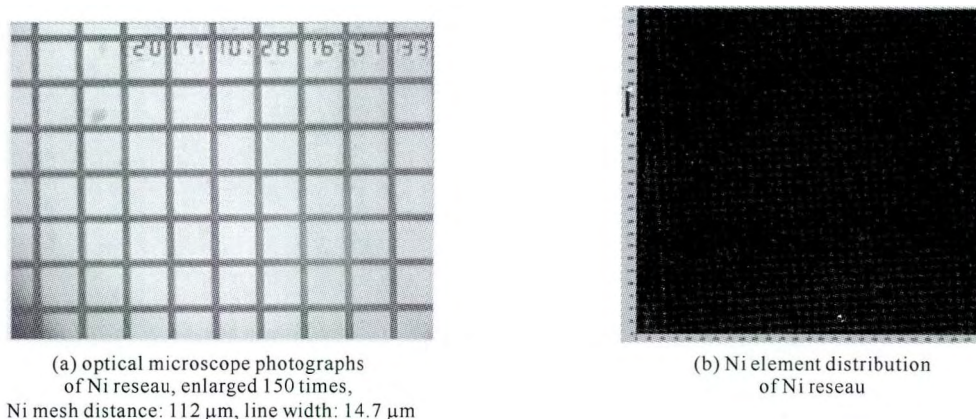 2011. 10. 28 16:51 33
(a) optical microscope photographs
of Ni reseau, enlarged 150 times,
Ni mesh distance: 112 μm, line width: 14.7 μm
(b) Ni element distribution
of Ni reseau